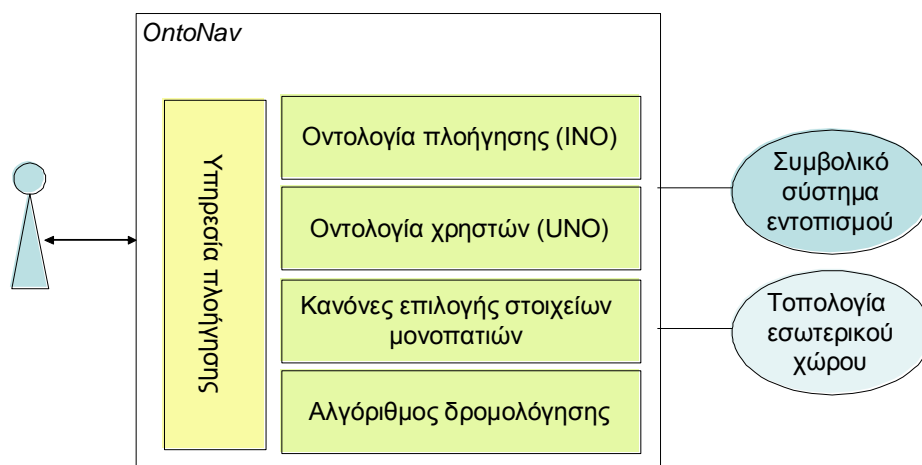 OntoNav
Υπηρεσία πλοήγησης
Οντολογία πλοήγησης (INO)
Οντολογία χρηστών (UNO)
Κανόνες επιλογής στοιχείων
μονοπατιών
Αλγόριθμος δρομολόγησης
Συμβολικό
σύστημα
εντοπισμού
Τοπολογία
εσωτερικού
χώρου